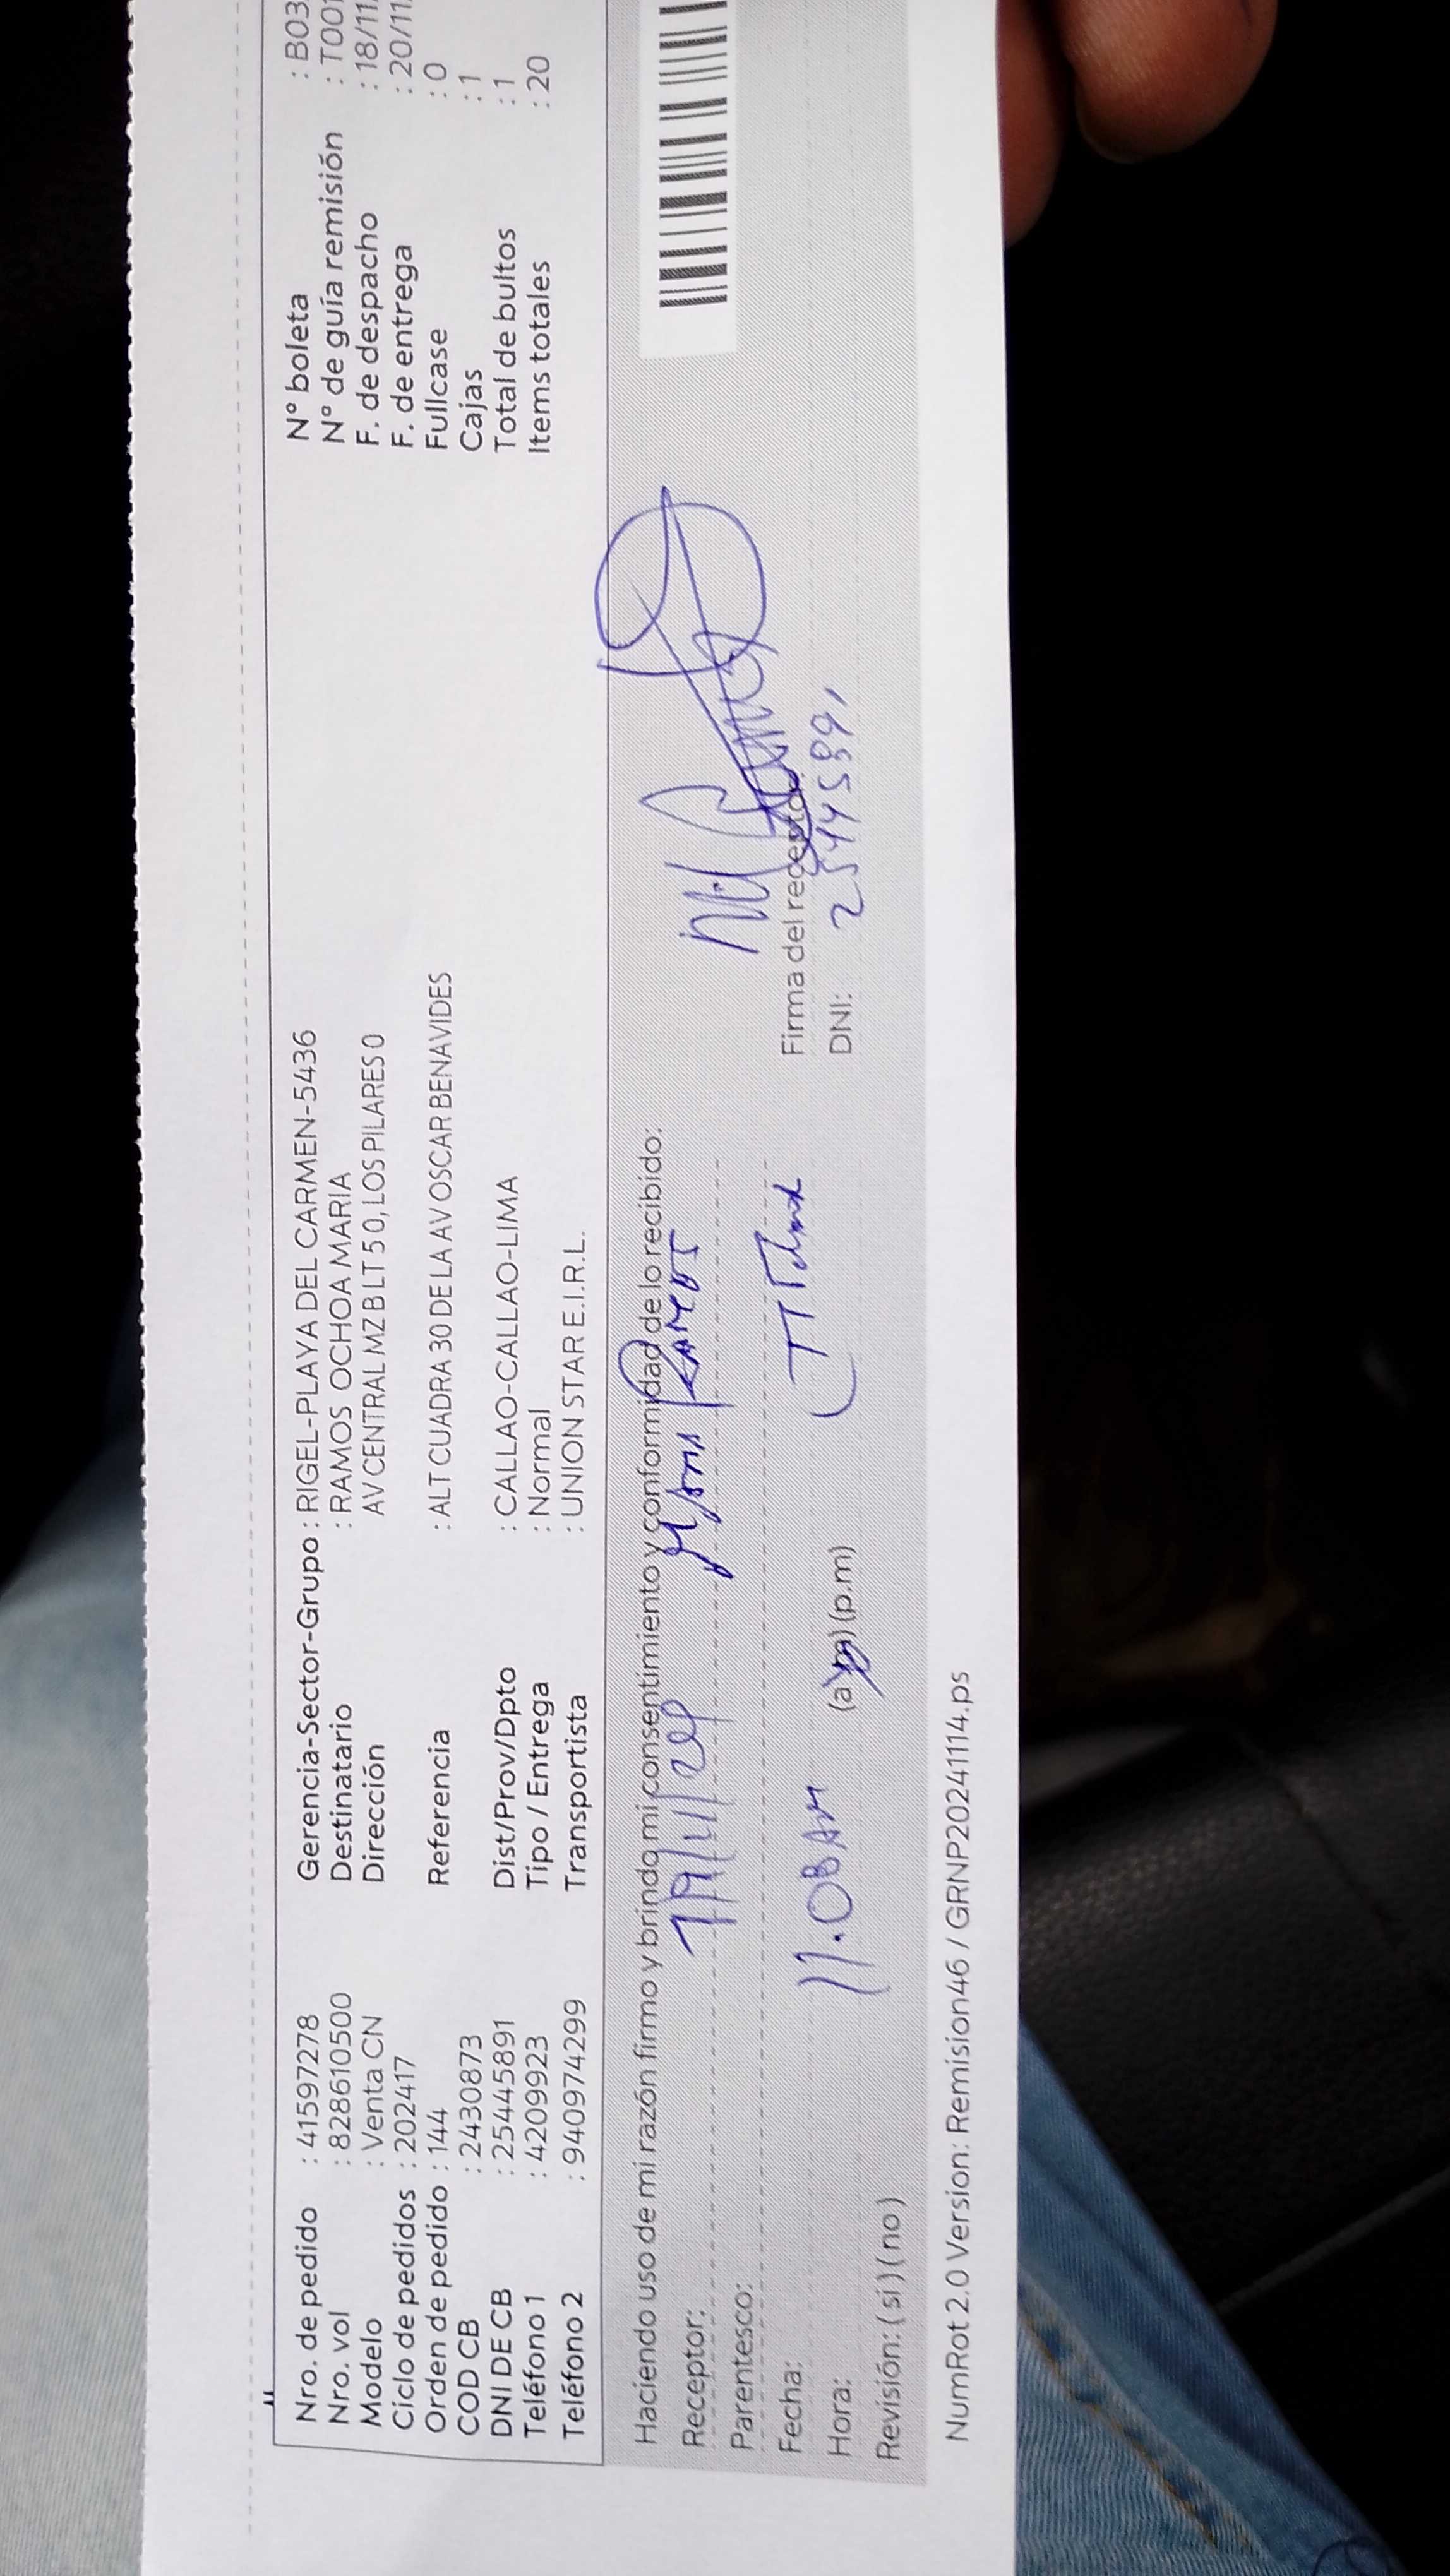 Nro. de pedido : 41597278 Gerencia-Sector-Grupo : RIGEL-PLAYA DEL CARMEN-5436 N° boleta : B03
Nro. vol : 828610500 Destinatario : RAMOS OCHOA MARIA N° de guía remisión : T001
Modelo : Venta CN Dirección AV CENTRAL MZ B LT 5 0, LOS PILARES 0 F. de despacho : 18/11
Ciclo de pedidos : 202417 F. de entrega : 20/11
Orden de pedido : 144 Referencia : ALT CUADRA 30 DE LA AV OSCAR BENAVIDES Fullcase : 0
COD CB : 2430873 Cajas : 1
DNI DE CB : 25445891 Dist/Prov/Dpto : CALLAO-CALLAO-LIMA Total de bultos : 1
Teléfono 1 : 4209923 Tipo / Entrega : Normal Items totales : 20
Teléfono 2 : 940974299 Transportista : UNION STAR E.I.R.L.
Haciendo uso de mi razón firmo y brindo mi consentimiento y conformidad de lo recibido:
Receptor: Ramos
Parentesco:
Fecha: Firma del receptor
Hora: 11.08 AM (a.m) (p.m) DNI:
Revisión: (si) (no)
NumRot 2.0 Version: Remision46 / GRNP20241114.ps